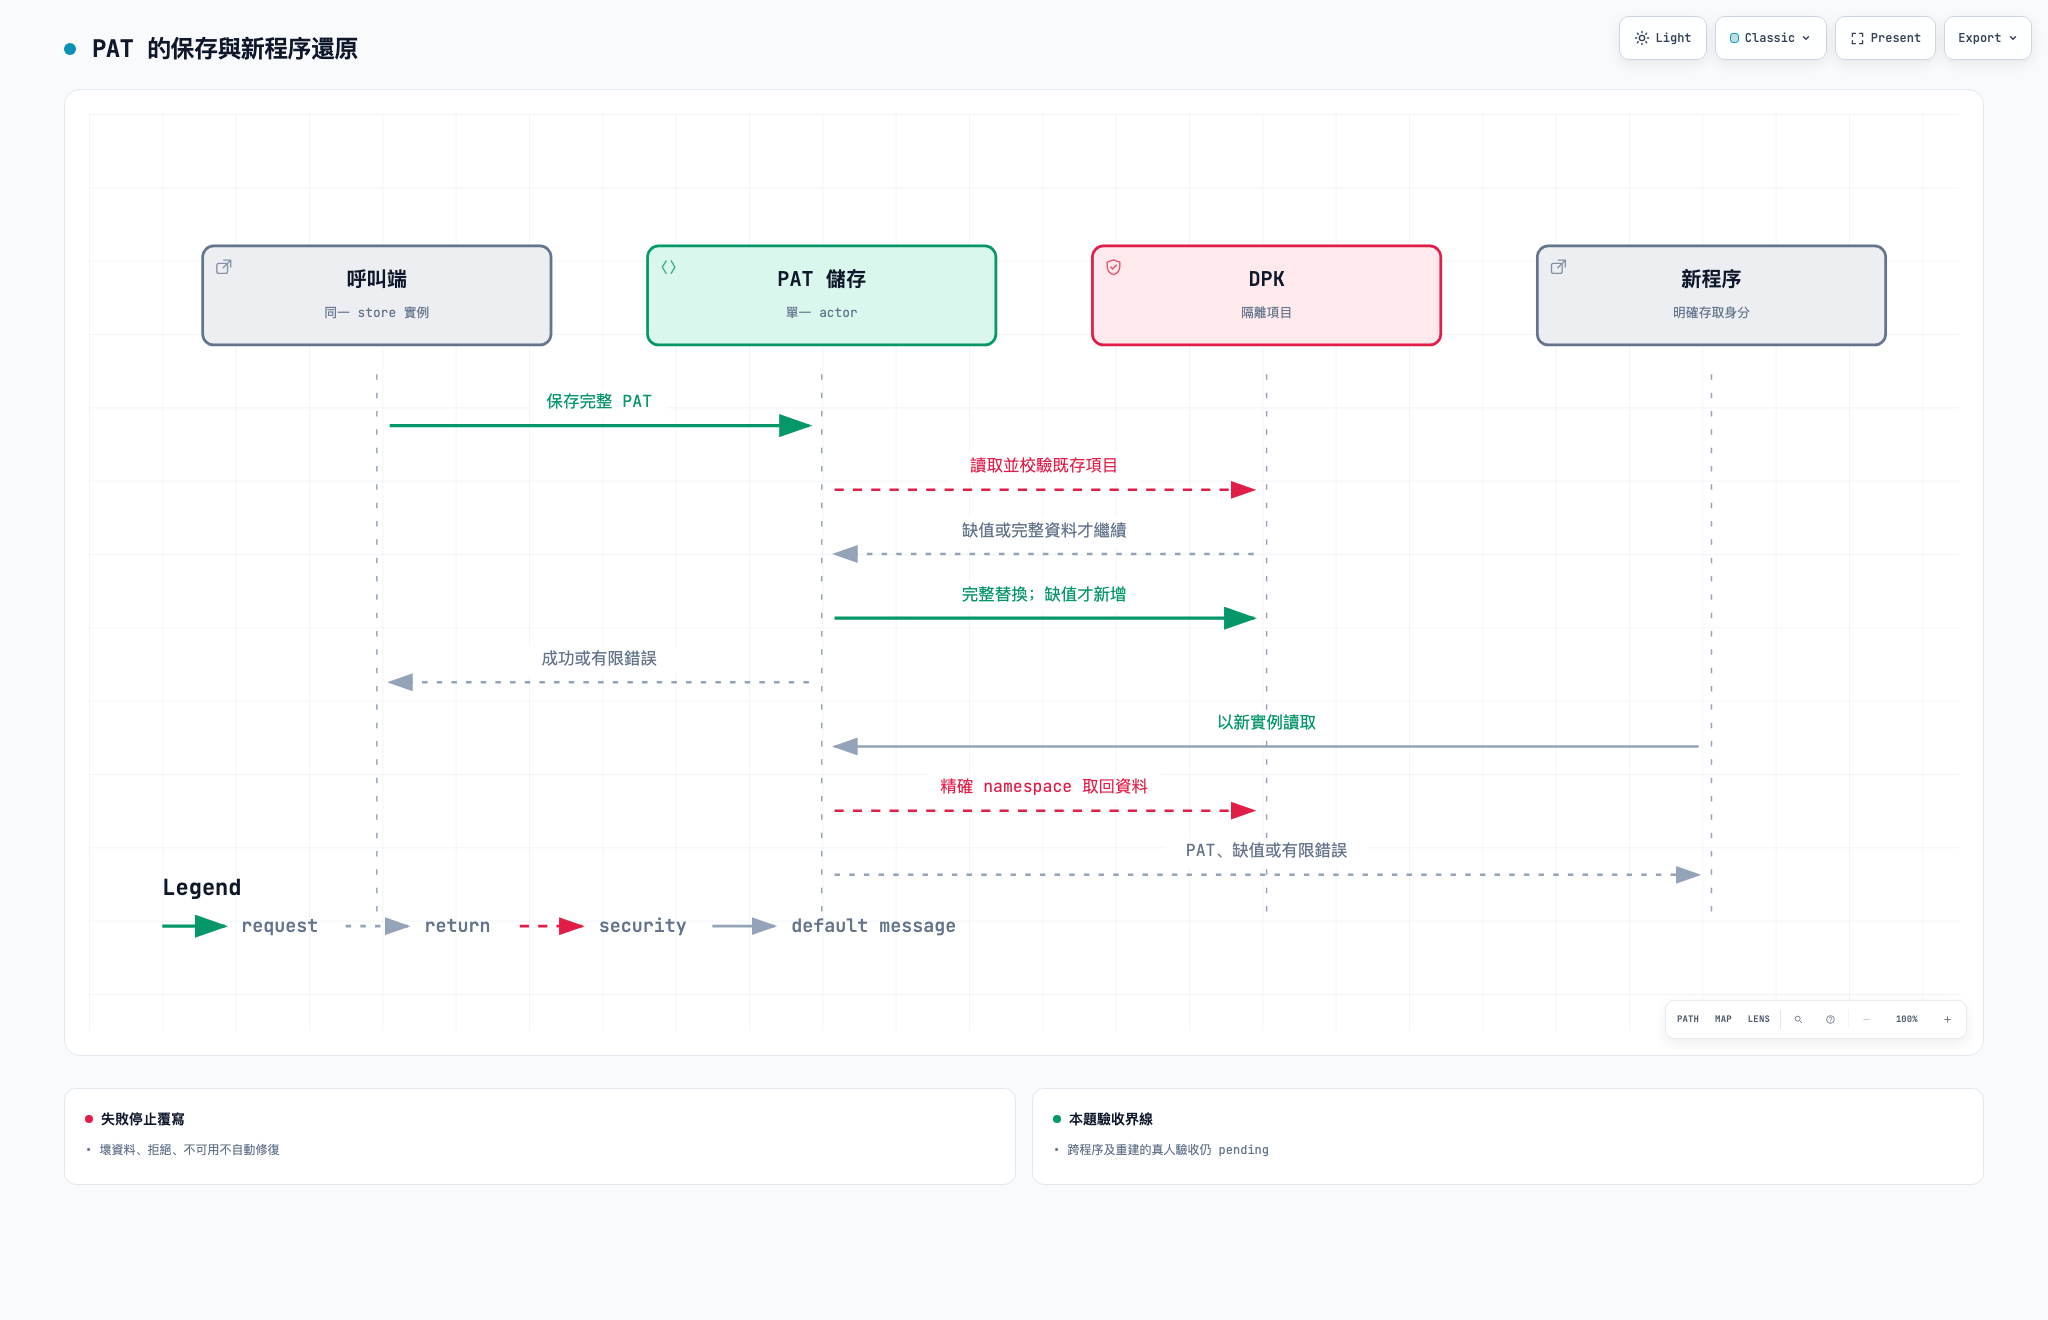 PAT 的保存與新程序還原
Light
Classic
Present
Export
呼叫端
同一 store 實例
PAT 儲存
單一 actor
DPK
隔離項目
新程序
明確存取身分
保存完整 PAT
讀取並校驗既存項目
缺值或完整資料才繼續
完整替換；缺值才新增
成功或有限錯誤
以新實例讀取
精確 namespace 取回資料
PAT、缺值或有限錯誤
Legend
request
return
security
default message
PATH
MAP
LENS
100%
失敗停止覆寫
• 壞資料、拒絕、不可用不自動修復
本題驗收界線
• 跨程序及重建的真人驗收仍 pending